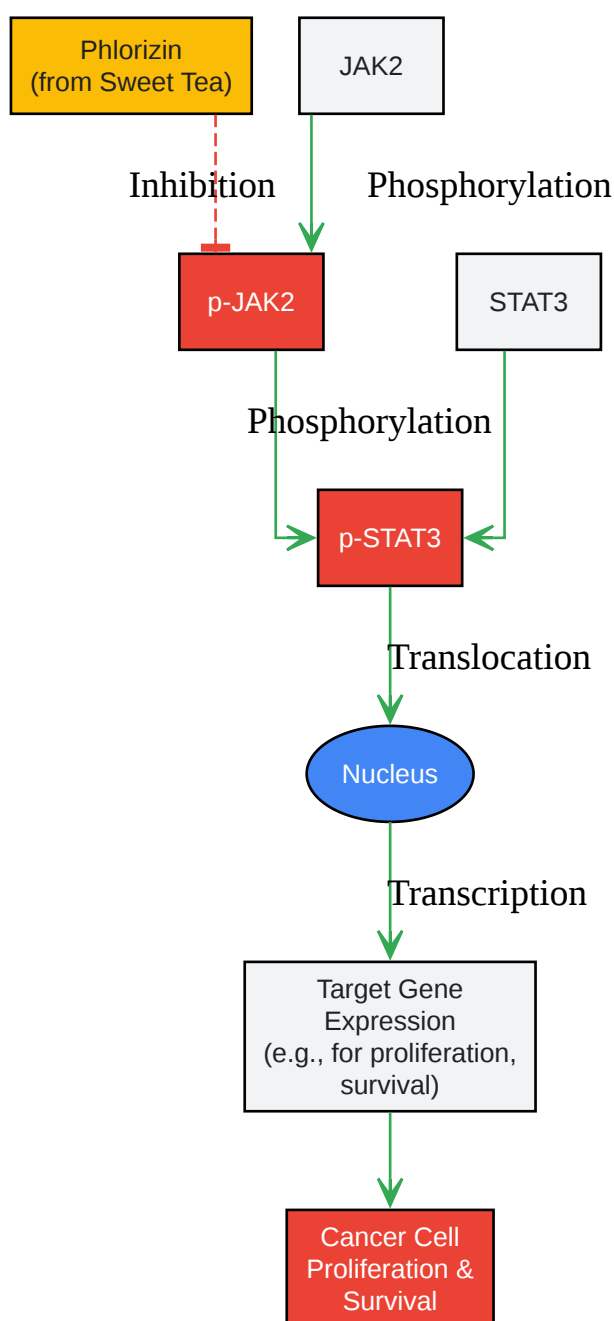 Phlorizin
(from Sweet Tea)
JAK2
Inhibition
Phosphorylation
p-JAK2
STAT3
Phosphorylation
p-STAT3
Translocation
Nucleus
Transcription
Target Gene
Expression
(e.g., for proliferation,
survival)
Cancer Cell
Proliferation &
Survival